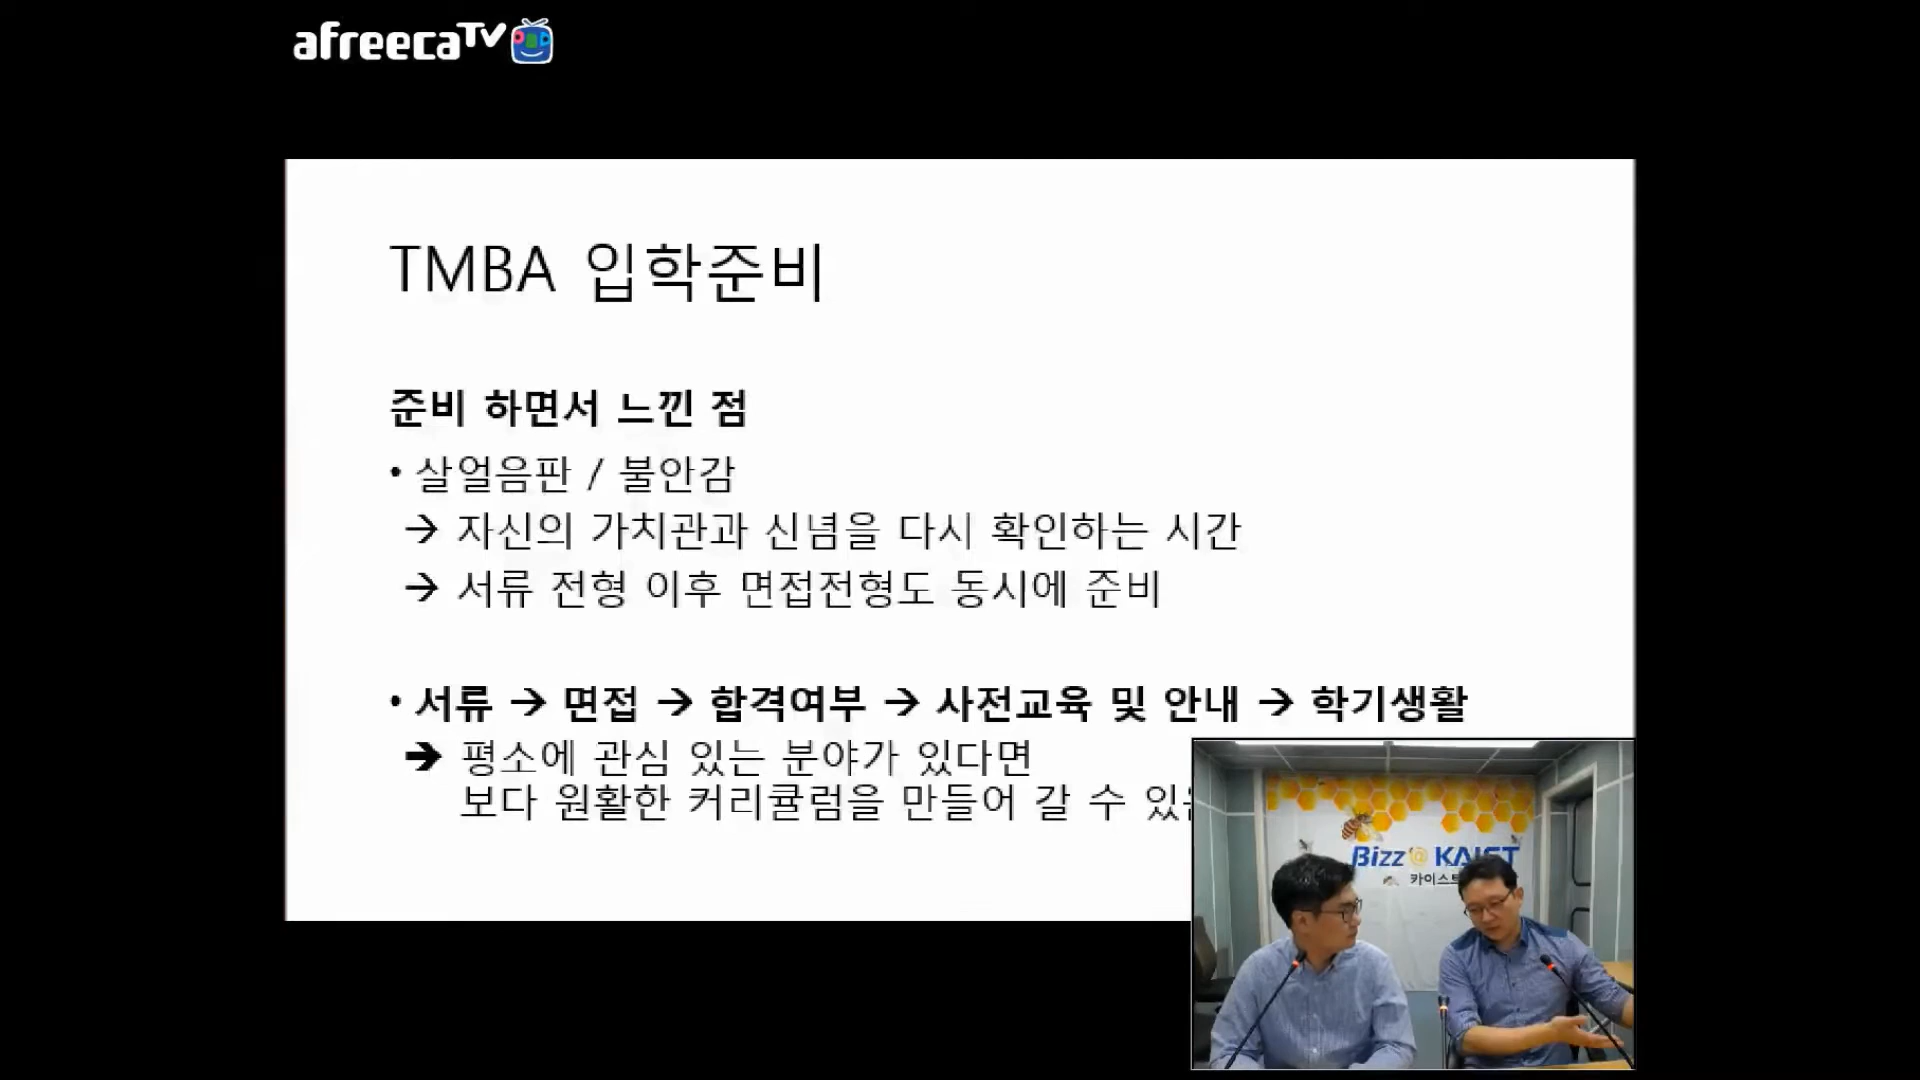 afreecaTV
TMBA 입학준비
준비 하면서 느낀 점
• 살얼음판 / 불안감
→ 자신의 가치관과 신념을 다시 확인하는 시간
→ 서류 전형 이후 면접전형도 동시에 준비
• 서류 → 면접 → 합격여부 → 사전교육 및 안내 → 학기생활
→ 평소에 관심 있는 분야가 있다면
보다 원활한 커리큘럼을 만들어 갈 수
Bizz@KAIST
카이스트